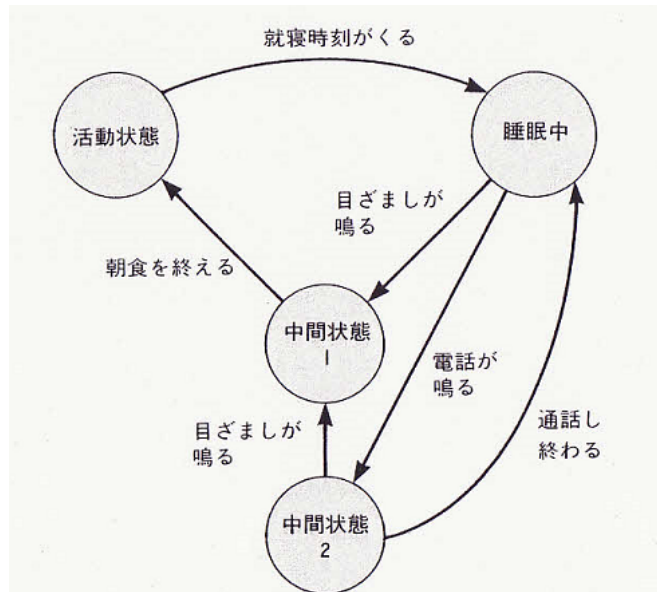 就寝時刻がくる
活動状態
睡眠中
目ざましが
鳴る
朝食を終える
中間状態
1
電話が
鳴る
目ざましが
鳴る
通話し
終わる
中間状態
2